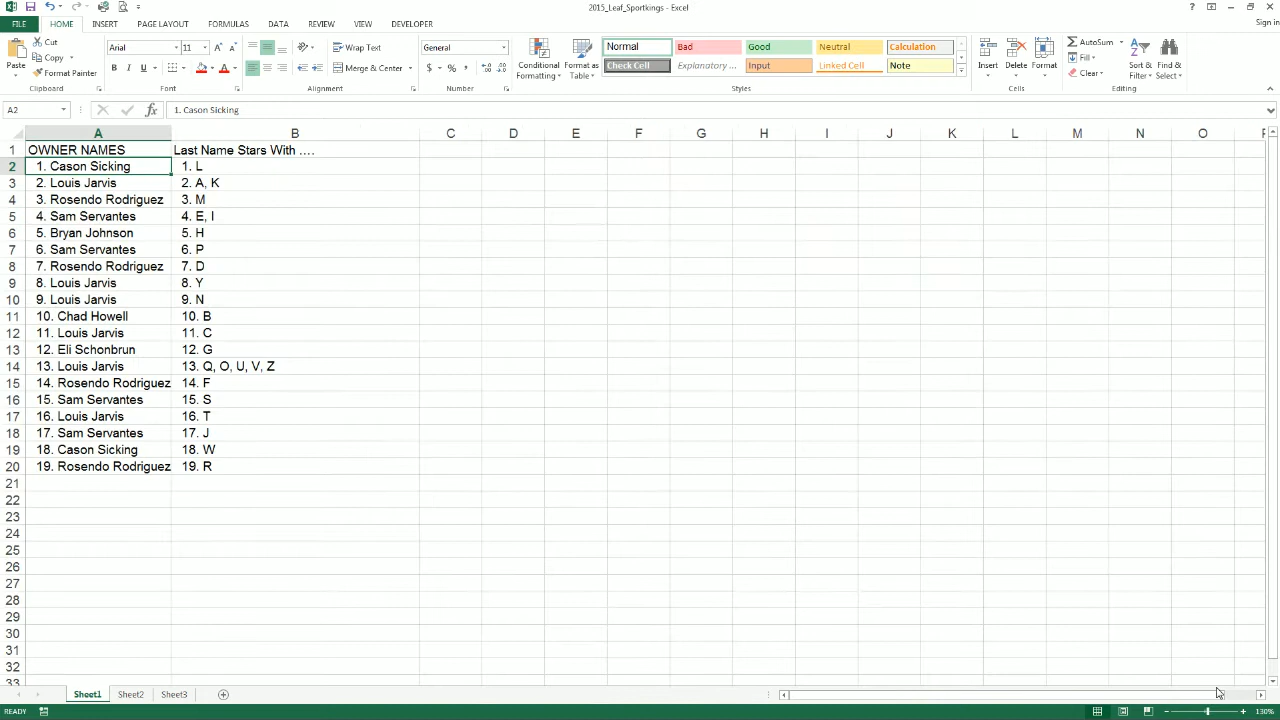 2015_Leaf_Sportkings - Excel
Sign in
FILE HOME INSERT PAGE LAYOUT FORMULAS DATA REVIEW VIEW DEVELOPER
Paste
Cut
Copy
Format Painter
Clipboard
Arial 11
B I U
Font
Wrap Text
Merge & Center
Alignment
General
$ % ,
Number
Conditional Formatting
Format as Table
Normal Bad Good Neutral Calculation
Check Cell Explanatory ... Input Linked Cell Note
Styles
Insert Delete Format
Cells
AutoSum
Fill
Clear
Sort & Filter
Find & Select
Editing
A2 fx 1. Cason Sicking
A B C D E F G H I J K L M N O P
1 OWNER NAMES Last Name Stars With ....
2 1. Cason Sicking 1. L
3 2. Louis Jarvis 2. A, K
4 3. Rosendo Rodriguez 3. M
5 4. Sam Servantes 4. E, I
6 5. Bryan Johnson 5. H
7 6. Sam Servantes 6. P
8 7. Rosendo Rodriguez 7. D
9 8. Louis Jarvis 8. Y
10 9. Louis Jarvis 9. N
11 10. Chad Howell 10. B
12 11. Louis Jarvis 11. C
13 12. Eli Schonbrun 12. G
14 13. Louis Jarvis 13. Q, O, U, V, Z
15 14. Rosendo Rodriguez 14. F
16 15. Sam Servantes 15. S
17 16. Louis Jarvis 16. T
18 17. Sam Servantes 17. J
19 18. Cason Sicking 18. W
20 19. Rosendo Rodriguez 19. R
21
22
23
24
25
26
27
28
29
30
31
32
33
Sheet1 Sheet2 Sheet3
READY
130%